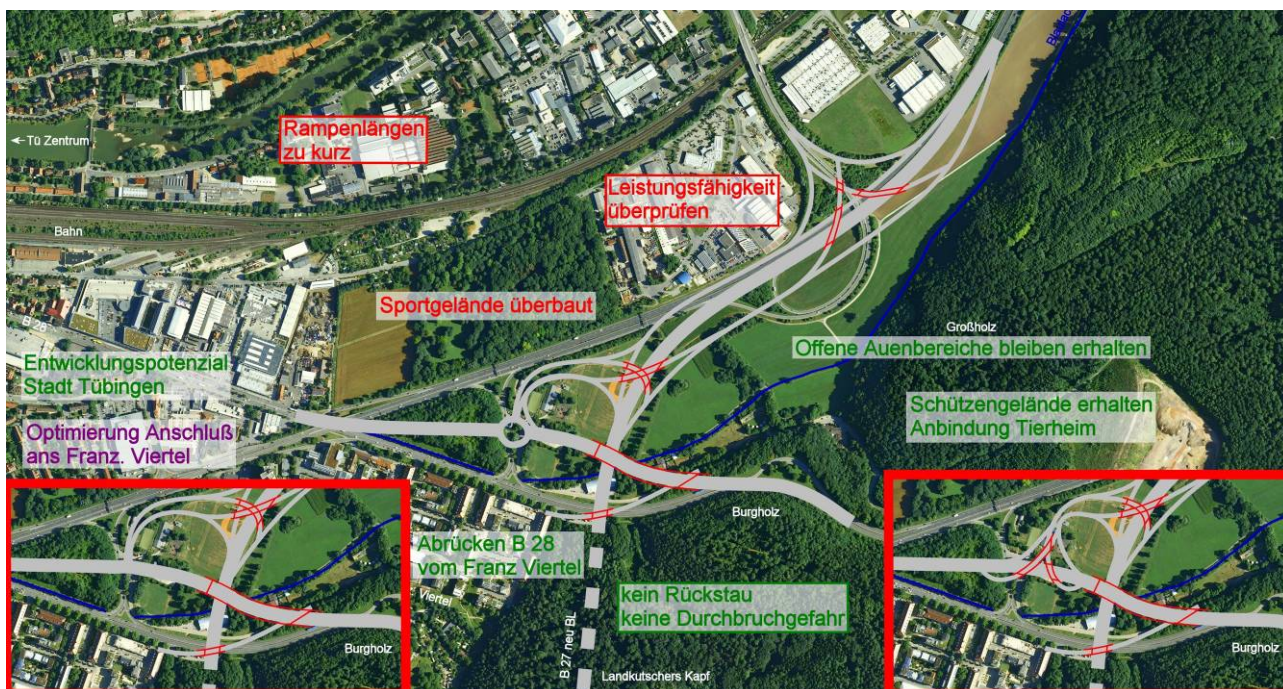 Bläsibad
Rampenlängen
zu kurz
← Tü Zentrum
Leistungsfähigkeit
überprüfen
Bahn
Sportgelände überbaut
B 28
Großholz
Offene Auenbereiche bleiben erhalten
Entwicklungspotenzial
Stadt Tübingen
Schützengelände erhalten
Anbindung Tierheim
Optimierung Anschluß
ans Franz. Viertel
Burgholz
Abrücken B 28
vom Franz Viertel
Viertel
kein Rückstau
keine Durchbruchgefahr
B 27 neu BL
Landkutschers Kapf
Burgholz
Burgholz